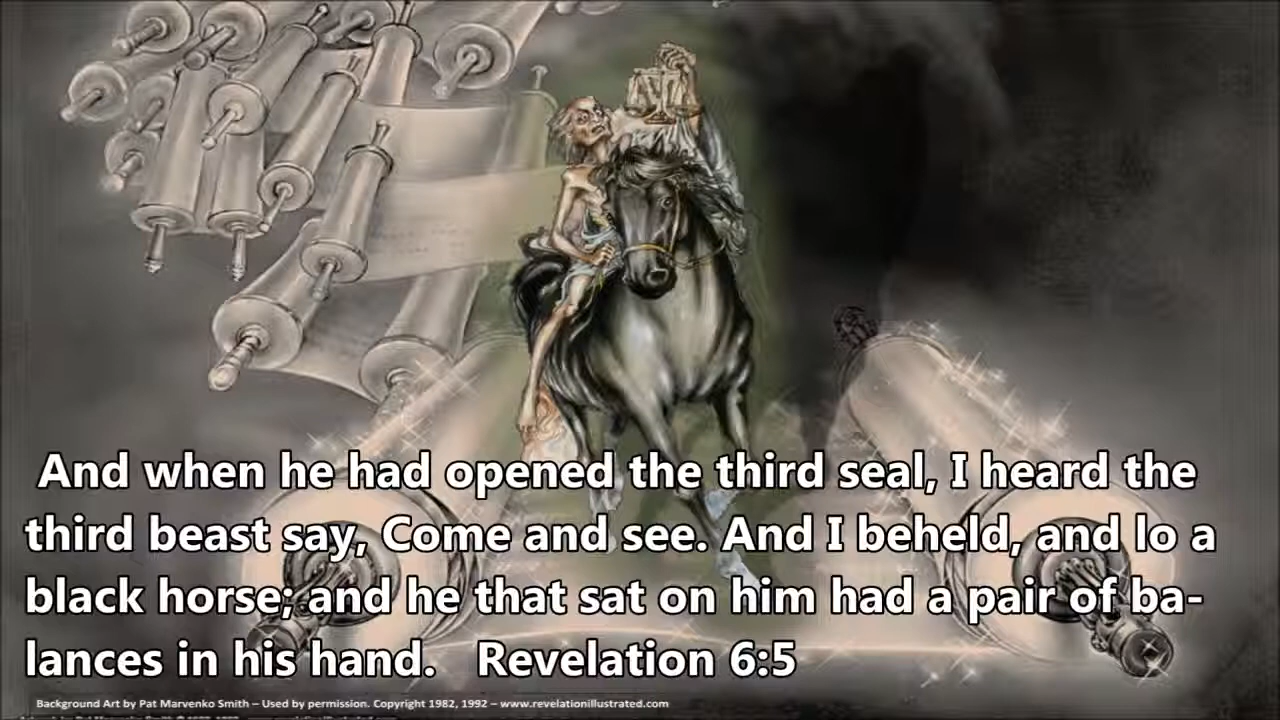 And when he had opened the third seal, I heard the
third beast say, Come and see. And I beheld, and lo a
black horse; and he that sat on him had a pair of ba-
lances in his hand.   Revelation 6:5
Background Art by Pat Marvenko Smith – Used by permission. Copyright 1982, 1992 – www.revelationillustrated.com